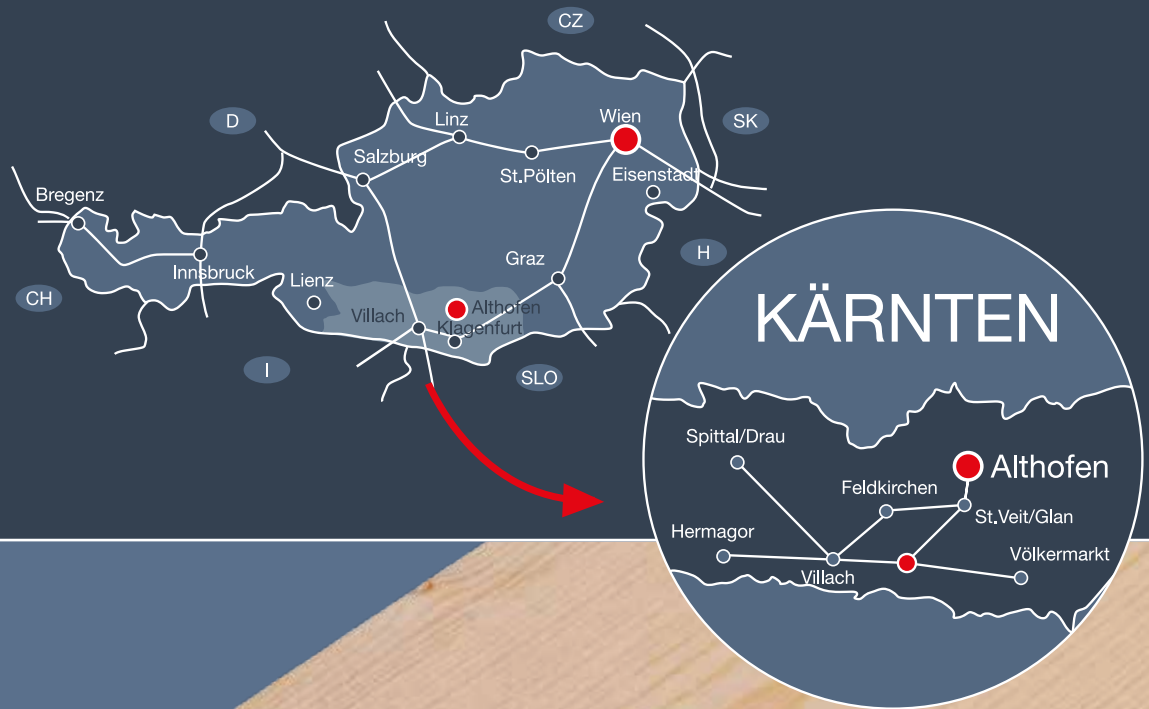 CZ
D
SK
Linz
Wien
Salzburg
St.Pölten
Eisenstadt
Bregenz
Innsbruck
H
Graz
CH
Lienz
Villach
Althofen
Klagenfurt
I
SLO
KÄRNTEN
Spittal/Drau
Althofen
Feldkirchen
St.Veit/Glan
Hermagor
Völkermarkt
Villach